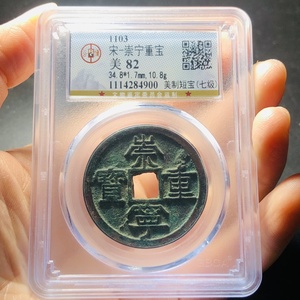 1103
宋·崇宁重宝
美 82
34.8*1.7mm, 10.8g
1114284900 美制短宝(七级)
崇
寧
重
寶